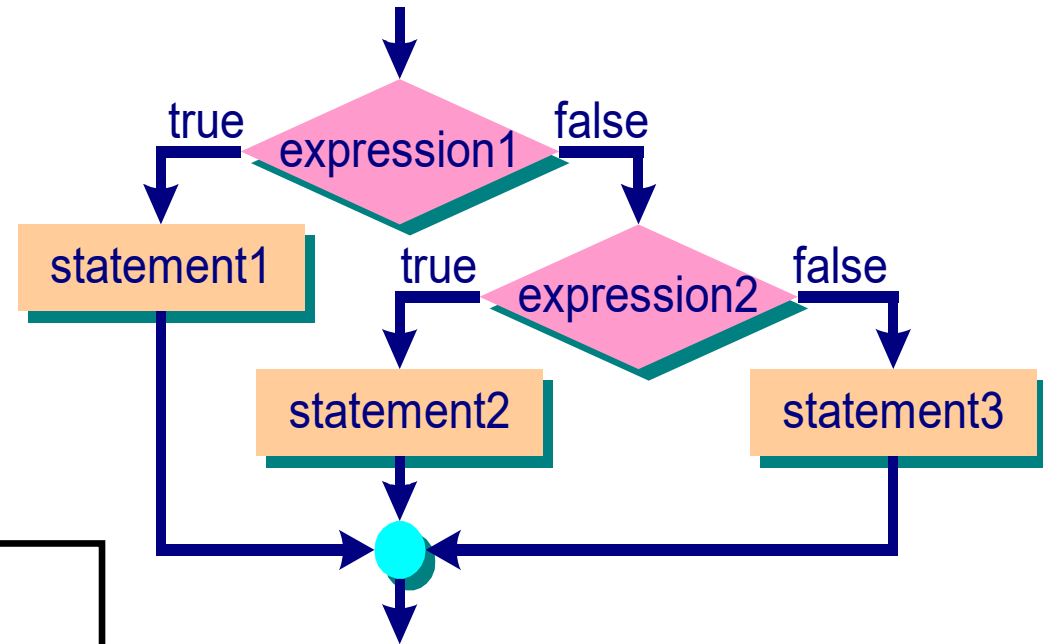 true
false
expression1
statement1
true
false
expression2
statement2
statement3